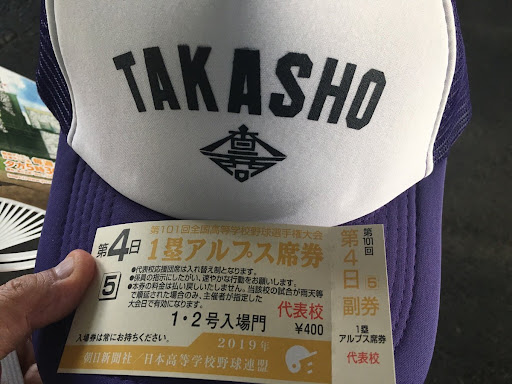 TAKASHO
高商
第101回全国高等学校野球選手権大会
第4日
1塁アルプス席券
5
●代表校応援団席は入れ替え制となります。
●係員の指示にしたがい、速やかな行動をお願いします。
●本券の料金は払い戻しいたしません。当該校の試合が雨天等
で順延された場合のみ、主催者が指定した
大会日で有効になります。
代表校
1・2号入場門
¥400
入場券は常にお持ちください。
2019年
朝日新聞社/日本高等学校野球連盟
第101回
第4日
5
副券
1塁
アルプス席券
代表校